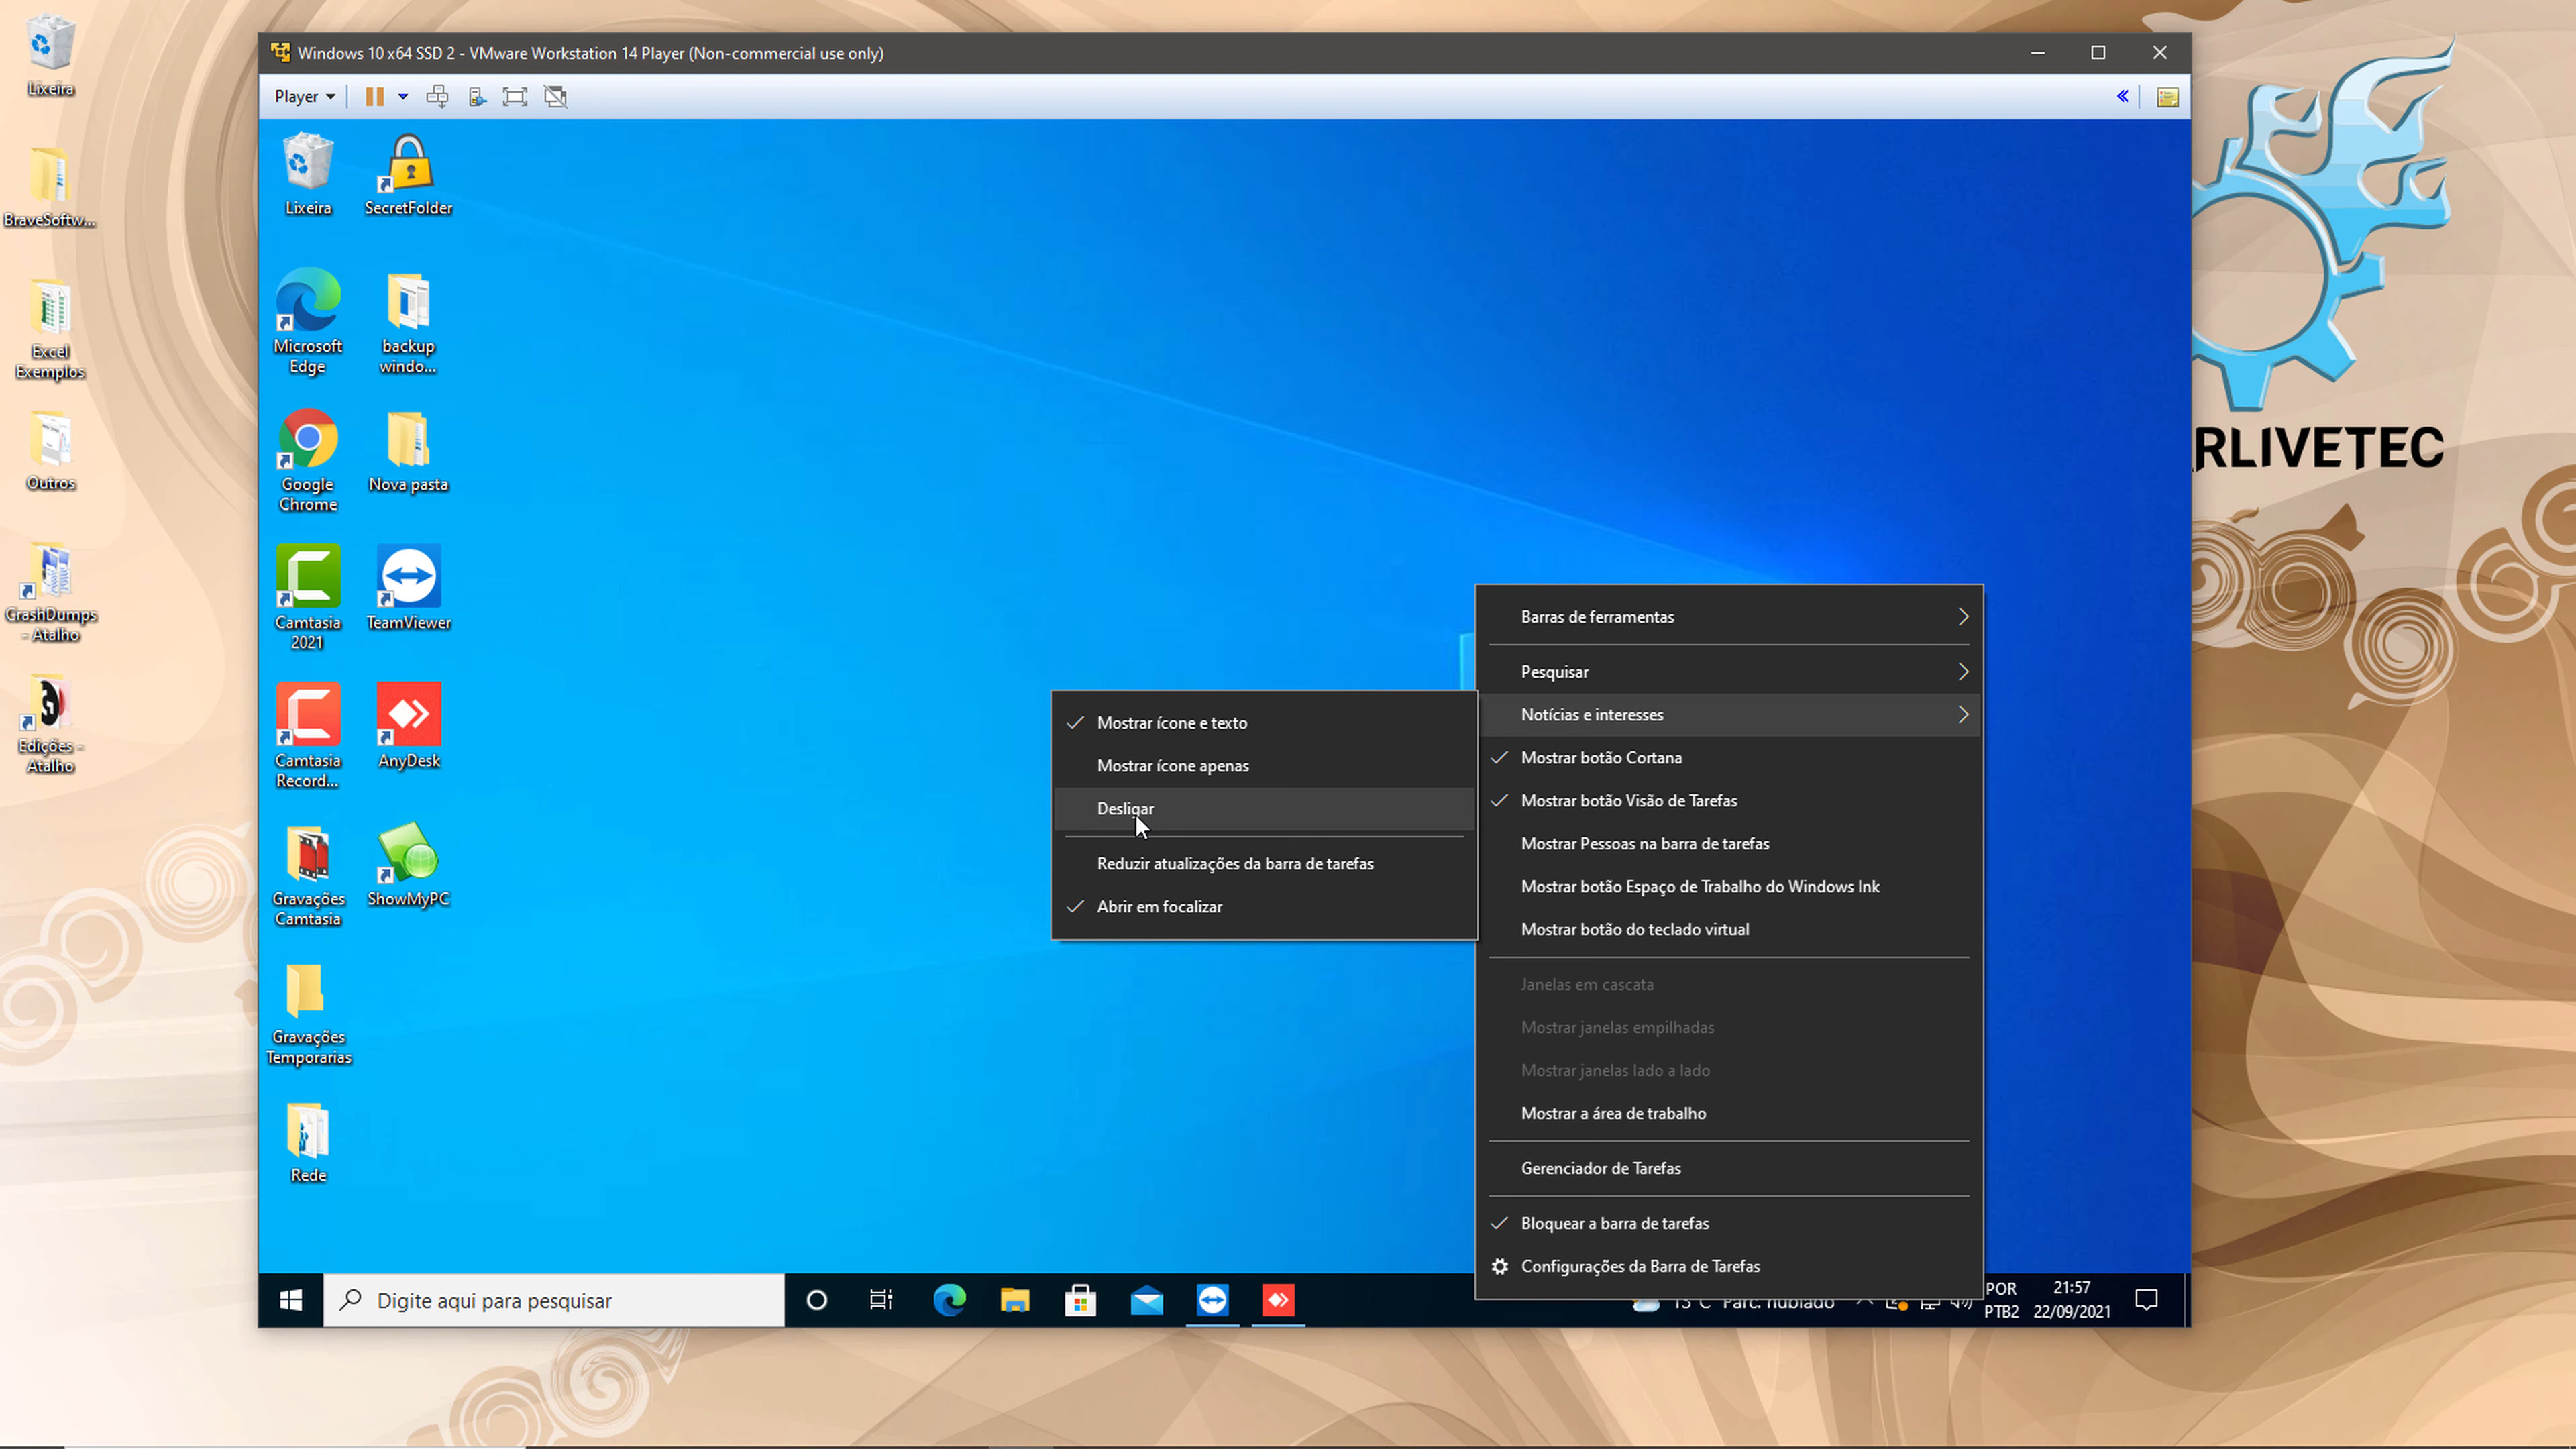 Windows 10 x64 SSD 2 - VMware Workstation 14 Player (Non-commercial use only)
Player
Lixeira
BraveSoftw...
Excel
Exemplos
Outros
CrashDumps
- Atalho
Edições -
Atalho
RLIVETEC
Lixeira
SecretFolder
Microsoft
Edge
backup
windo...
Google
Chrome
Nova pasta
Camtasia
2021
TeamViewer
Camtasia
Record...
AnyDesk
Gravações
Camtasia
ShowMyPC
Gravações
Temporarias
Rede
Mostrar ícone e texto
Mostrar ícone apenas
Desligar
Reduzir atualizações da barra de tarefas
Abrir em focalizar
Barras de ferramentas
Pesquisar
Notícias e interesses
Mostrar botão Cortana
Mostrar botão Visão de Tarefas
Mostrar Pessoas na barra de tarefas
Mostrar botão Espaço de Trabalho do Windows Ink
Mostrar botão do teclado virtual
Janelas em cascata
Mostrar janelas empilhadas
Mostrar janelas lado a lado
Mostrar a área de trabalho
Gerenciador de Tarefas
Bloquear a barra de tarefas
Configurações da Barra de Tarefas
Digite aqui para pesquisar
13°C Parc. nublado
POR
PTB2
21:57
22/09/2021